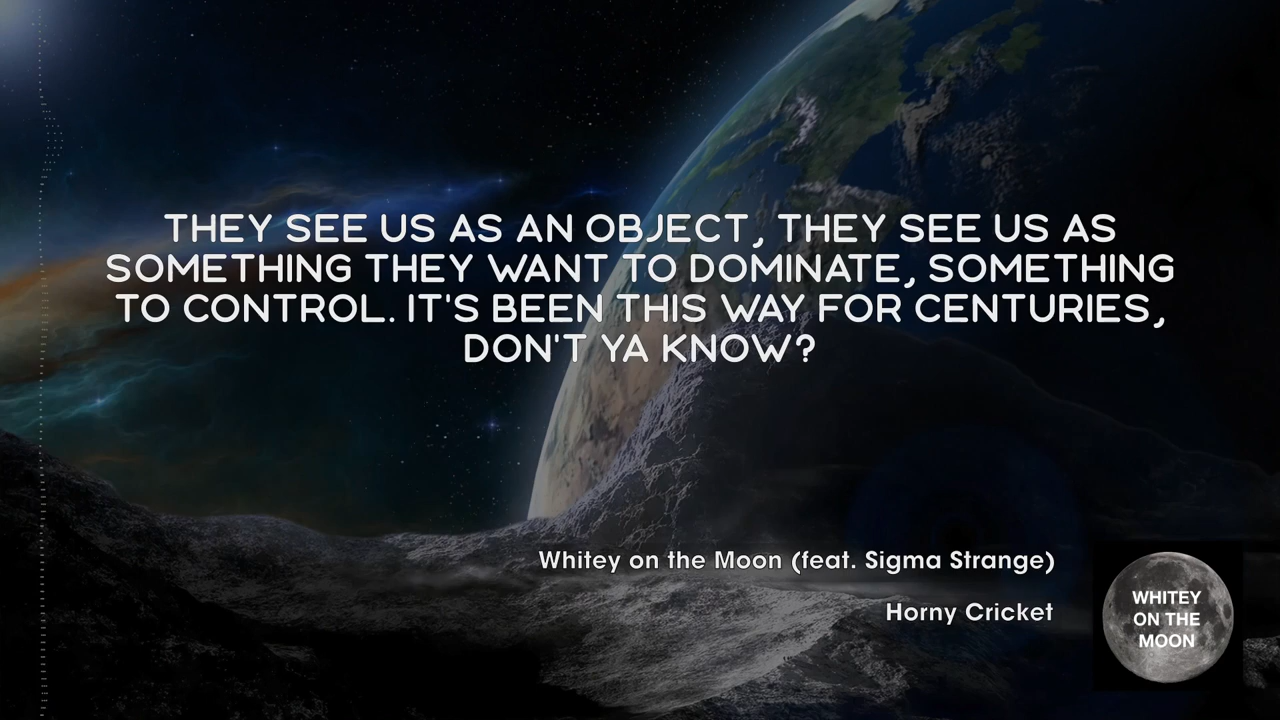 THEY SEE US AS AN OBJECT, THEY SEE US AS
SOMETHING THEY WANT TO DOMINATE, SOMETHING
TO CONTROL. IT'S BEEN THIS WAY FOR CENTURIES,
DON'T YA KNOW?
Whitey on the Moon (feat. Sigma Strange)
Horny Cricket
WHITEY
ON THE
MOON